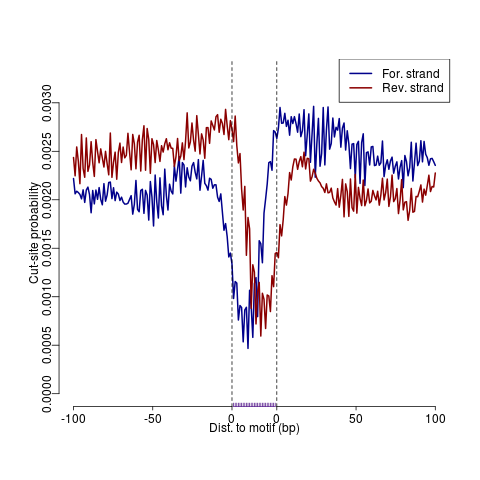 For. strand
Rev. strand
Cut-site probability
0.0030
0.0025
0.0020
0.0015
0.0010
0.0005
0.0000
-100 -50 0 0 50 100
Dist. to motif (bp)